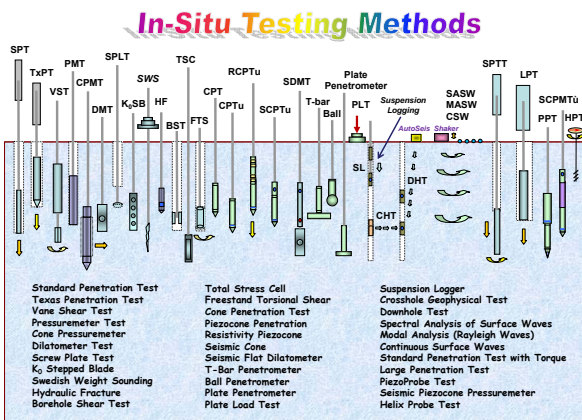 In-Situ Testing Methods
SPT
TxPT
VST
PMT
CPMT
DMT
SPLT
K0SB
SWS
HF
BST
TSC
FTS
CPT
CPTu
RCPTu
SCPTu
SDMT
T-bar
Ball
Plate
Penetrometer
PLT
Suspension
Logging
AutoSeis
Shaker
SASW
MASW
CSW
SPTT
LPT
SCPMTù
PPT
HPT
SL
DHT
CHT
Standard Penetration Test
Texas Penetration Test
Vane Shear Test
Pressuremeter Test
Cone Pressuremeter
Dilatometer Test
Screw Plate Test
K0 Stepped Blade
Swedish Weight Sounding
Hydraulic Fracture
Borehole Shear Test
Total Stress Cell
Freestand Torsional Shear
Cone Penetration Test
Piezocone Penetration
Resistivity Piezocone
Seismic Cone
Seismic Flat Dilatometer
T-Bar Penetrometer
Ball Penetrometer
Plate Penetrometer
Plate Load Test
Suspension Logger
Crosshole Geophysical Test
Downhole Test
Spectral Analysis of Surface Waves
Modal Analysis (Rayleigh Waves)
Continuous Surface Waves
Standard Penetration Test with Torque
Large Penetration Test
PiezoProbe Test
Seismic Piezocone Pressuremeter
Helix Probe Test